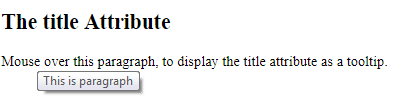 The title Attribute
Mouse over this paragraph, to display the title attribute as a tooltip.
This is paragraph